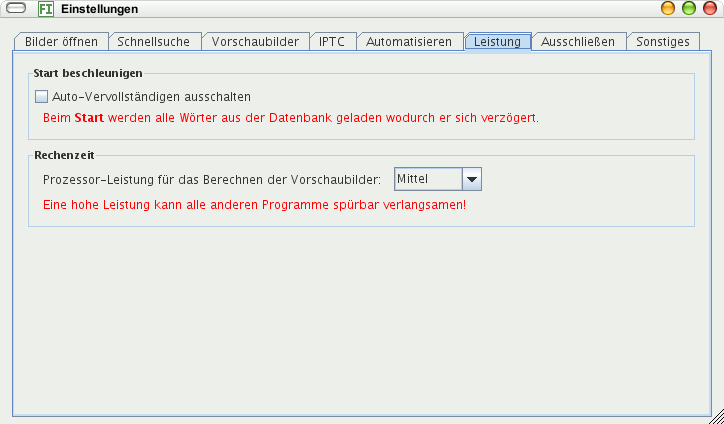 FI Einstellungen
Bilder öffnen Schnellsuche Vorschaubilder IPTC Automatisieren Leistung Ausschließen Sonstiges
Start beschleunigen
Auto-Vervollständigen ausschalten
Beim Start werden alle Wörter aus der Datenbank geladen wodurch er sich verzögert.
Rechenzeit
Prozessor-Leistung für das Berechnen der Vorschaubilder: Mittel
Eine hohe Leistung kann alle anderen Programme spürbar verlangsamen!